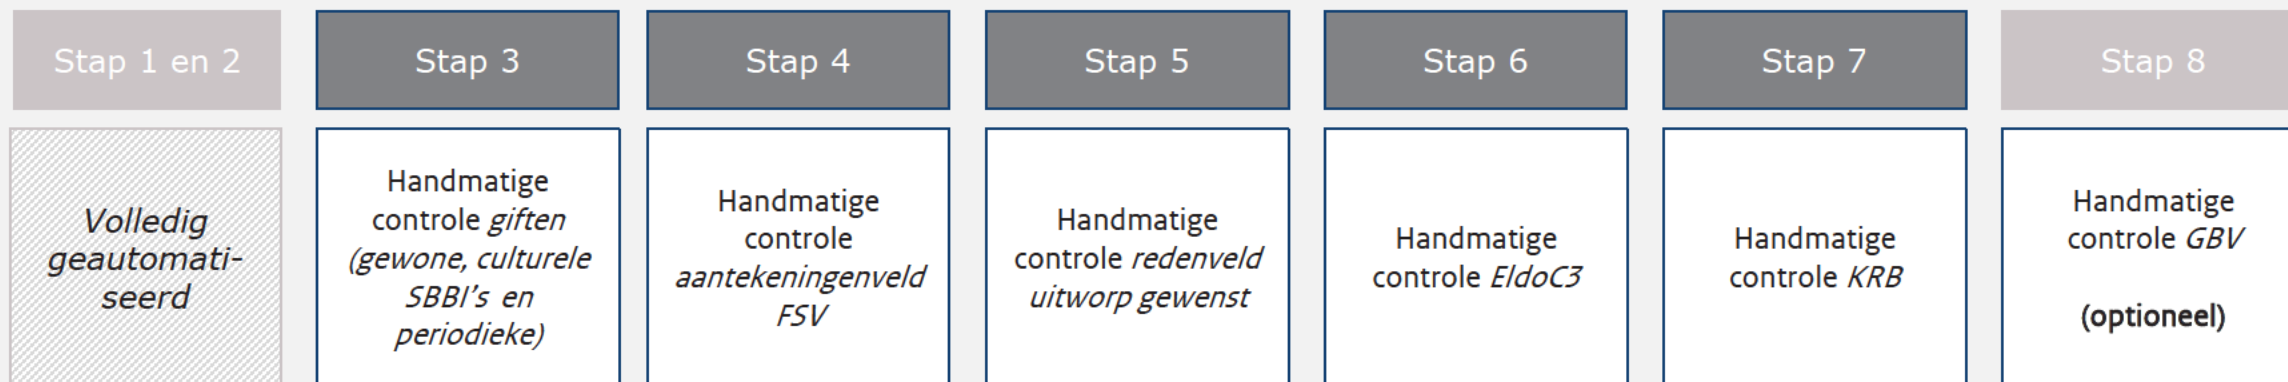 Stap 1 en 2
Stap 3
Stap 4
Stap 5
Stap 6
Stap 7
Stap 8
Volledig
geautomati-
seerd
Handmatige
controle giften
(gewone, culturele
SBBI's en
periodieke)
Handmatige
controle
aantekeningenveld
FSV
Handmatige
controle redenveld
uitworp gewenst
Handmatige
controle EldoC3
Handmatige
controle KRB
Handmatige
controle GBV
(optioneel)